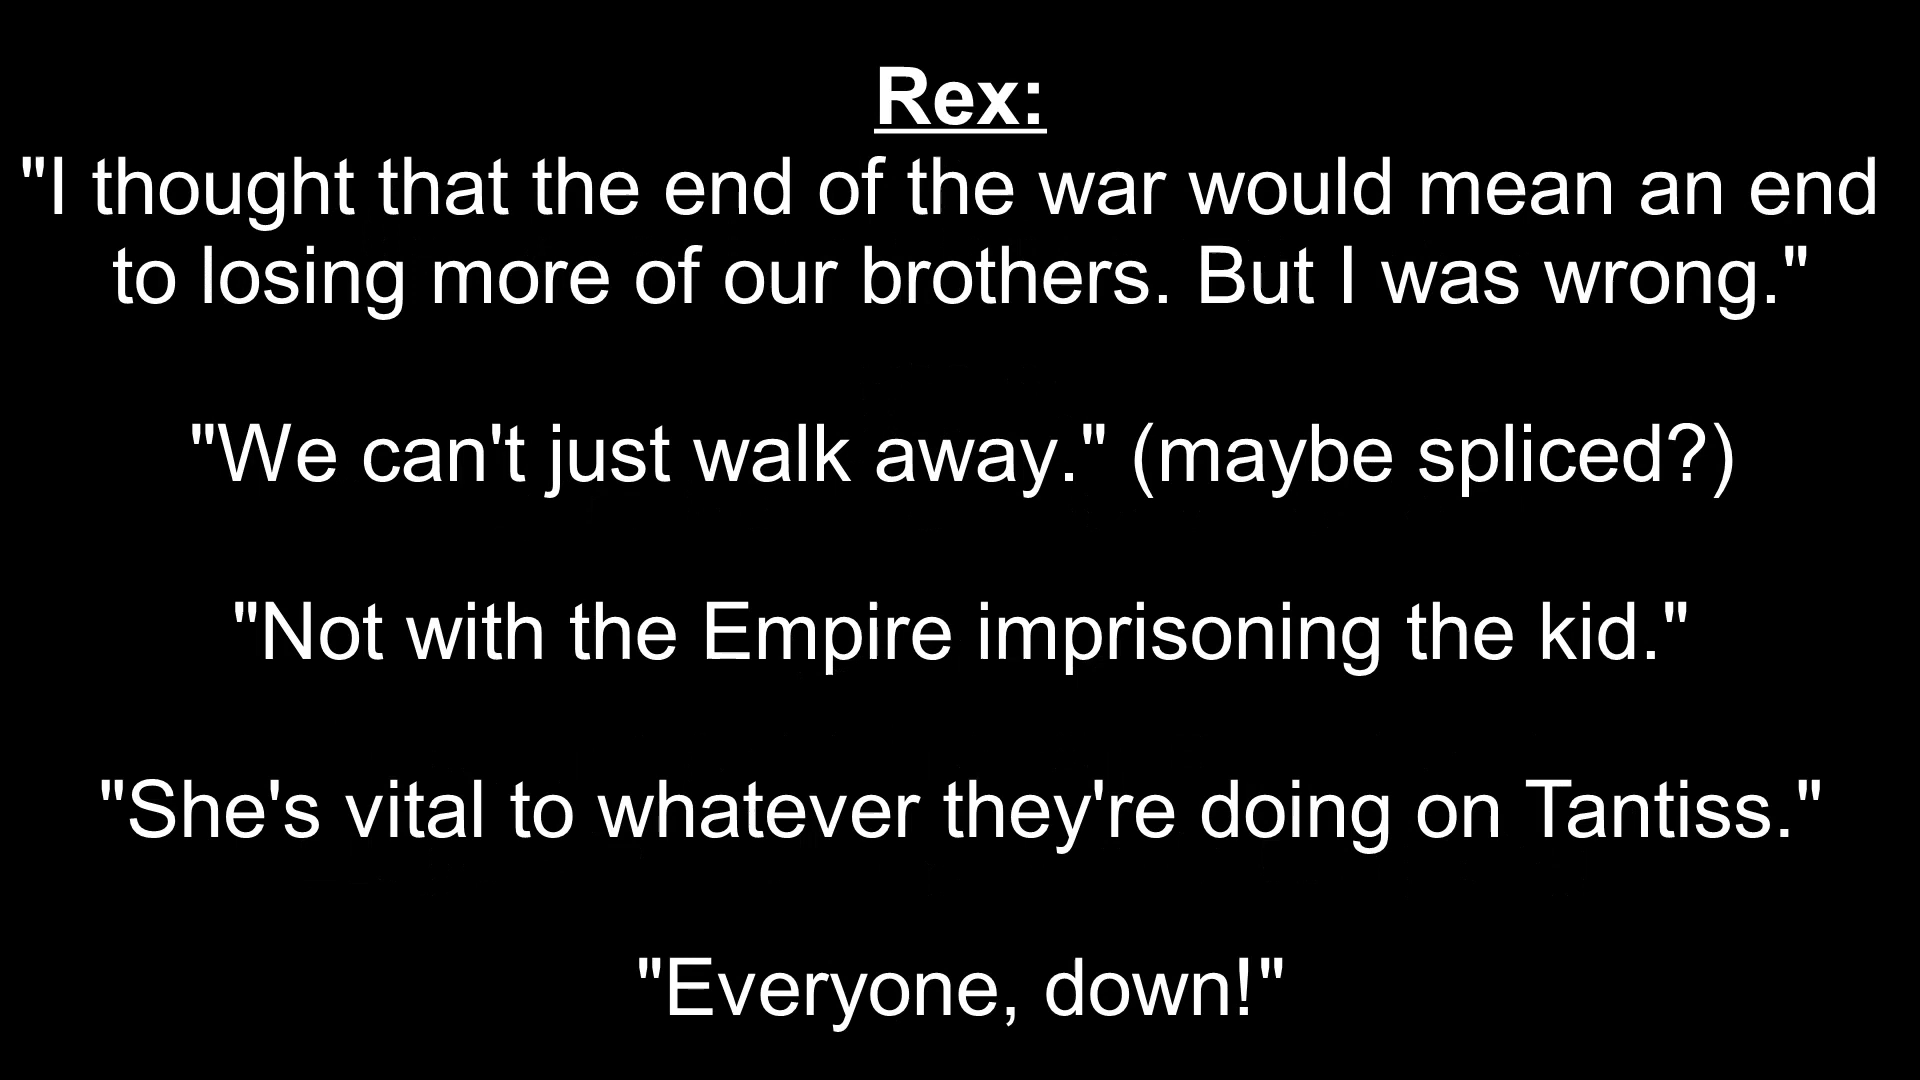 Rex:
"I thought that the end of the war would mean an end
to losing more of our brothers. But I was wrong."
"We can't just walk away." (maybe spliced?)
"Not with the Empire imprisoning the kid."
"She's vital to whatever they're doing on Tantiss."
"Everyone, down!"